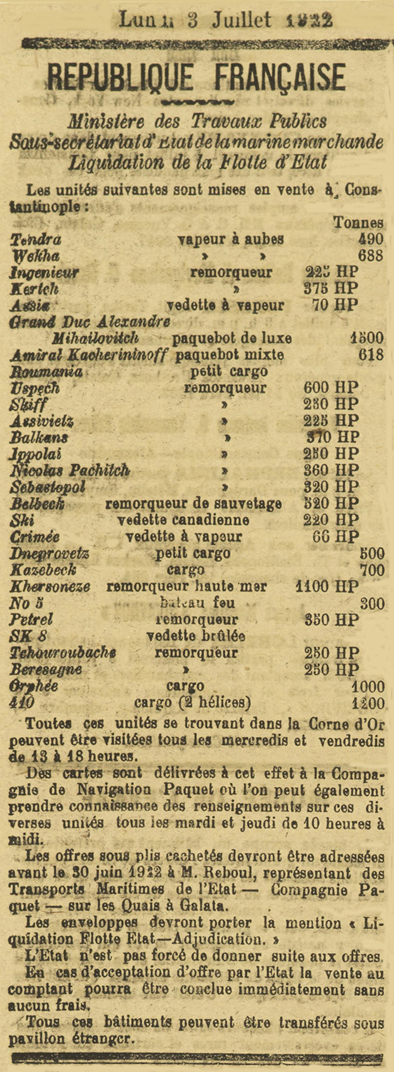 Lundi 3 Juillet 1922
REPUBLIQUE FRANÇAISE
Ministère des Travaux Publics
Sous-secrétariat d'Etat de la marine marchande
Liquidation de la Flotte d'Etat
Les unités suivantes sont mises en vente à Cons-
tantinople :
Tonnes
Tendra vapeur à aubes 490
Wekha » » 688
Ingenieur remorqueur 225 HP
Kertch » 375 HP
Assia vedette à vapeur 70 HP
Grand Duc Alexandre
Mihailovitch paquebot de luxe 1500
Amiral Kacherininoff paquebot mixte 618
Roumania petit cargo
Uspech remorqueur 600 HP
Skiff » 250 HP
Assivietz » 225 HP
Balkans » 370 HP
Ippolai » 250 HP
Nicolas Pachitch » 360 HP
Sebastopol » 320 HP
Belbeck remorqueur de sauvetage 520 HP
Ski vedette canadienne 220 HP
Crimée vedette à vapeur 66 HP
Dneprovetz petit cargo 500
Kazebeck cargo 700
Khersoneze remorqueur haute mer 1100 HP
No 5 bateau feu 300
Petrel remorqueur 350 HP
SK 8 vedette brûlée
Tchouroubache remorqueur 250 HP
Beresagne » 250 HP
Orphée cargo 1000
410 cargo (2 hélices) 1200
Toutes ces unités se trouvant dans la Corne d'Or
peuvent être visitées tous les mercredis et vendredis
de 13 à 18 heures.
Des cartes sont délivrées à cet effet à la Compa-
gnie de Navigation Paquet où l'on peut également
prendre connaissance des renseignements sur ces di-
verses unités tous les mardi et jeudi de 10 heures à
midi.
Les offres sous plis cachetés devront être adressées
avant le 30 juin 1922 à M. Reboul, représentant des
Transports Maritimes de l'Etat — Compagnie Pa-
quet — sur les Quais à Galata.
Les enveloppes devront porter la mention « Li-
quidation Flotte Etat—Adjudication. »
L'Etat n'est pas forcé de donner suite aux offres.
En cas d'acceptation d'offre par l'Etat la vente au
comptant pourra être conclue immédiatement sans
aucun frais.
Tous ces bâtiments peuvent être transférés sous
pavillon étranger.